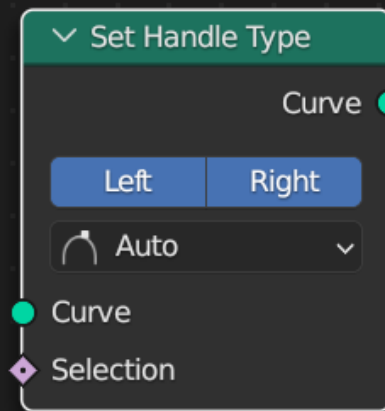 Set Handle Type
Curve
Left Right
Auto
Curve
Selection